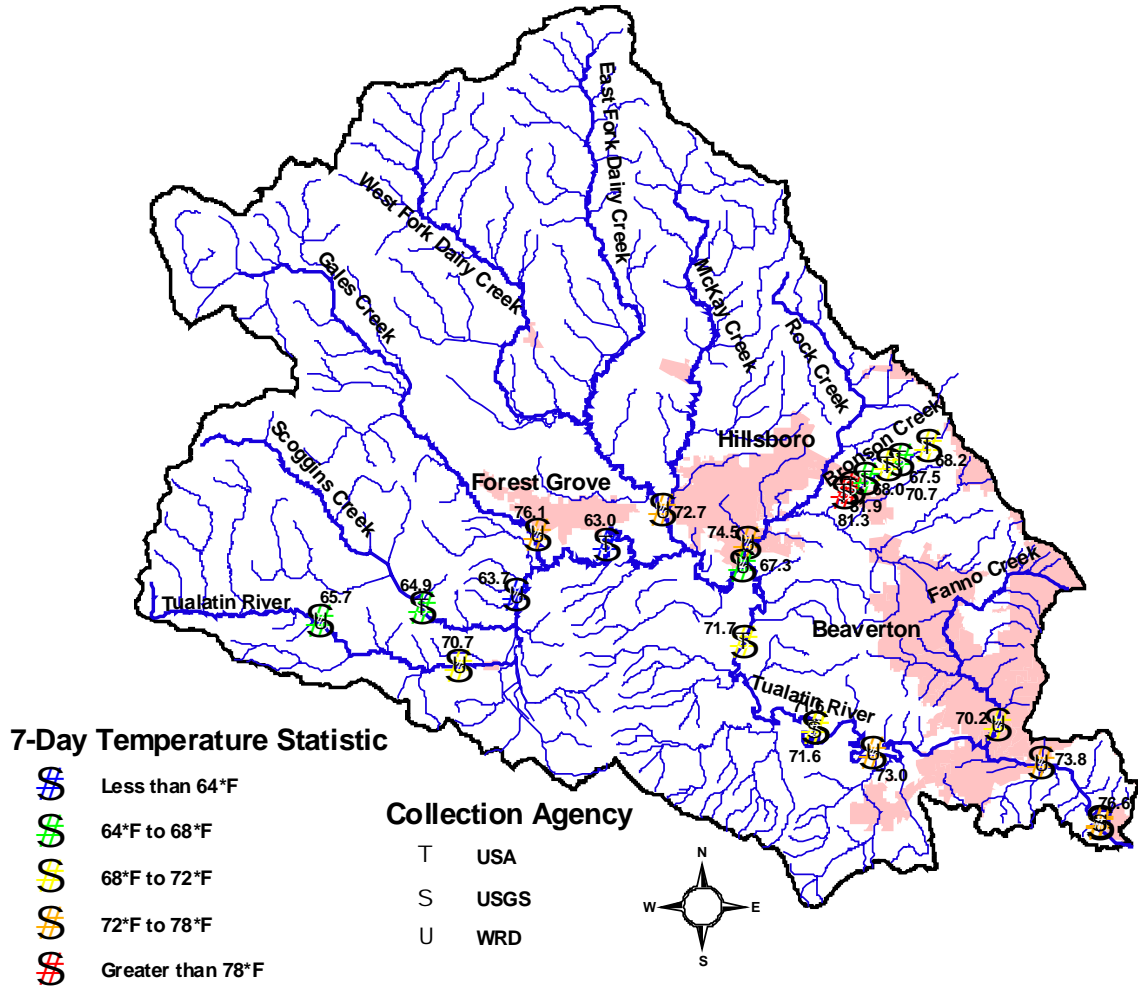 East Fork Dairy Creek
West Fork Dairy Creek
Gales Creek
McKay Creek
Rock Creek
Bronson Creek
Hillsboro
Scoggins Creek
Forest Grove
68.2
67.5
70.7
68.0
81.9
81.3
76.1
63.0
72.7
74.5
67.3
Fanno Creek
63.7
64.9
65.7
Tualatin River
70.7
71.7
Beaverton
Tualatin River
71.6
71.6
73.0
70.2
73.8
76.6
7-Day Temperature Statistic
Less than 64*F
64*F to 68*F
68*F to 72*F
72*F to 78*F
Greater than 78*F
Collection Agency
T USA
S USGS
U WRD
N
W E
S